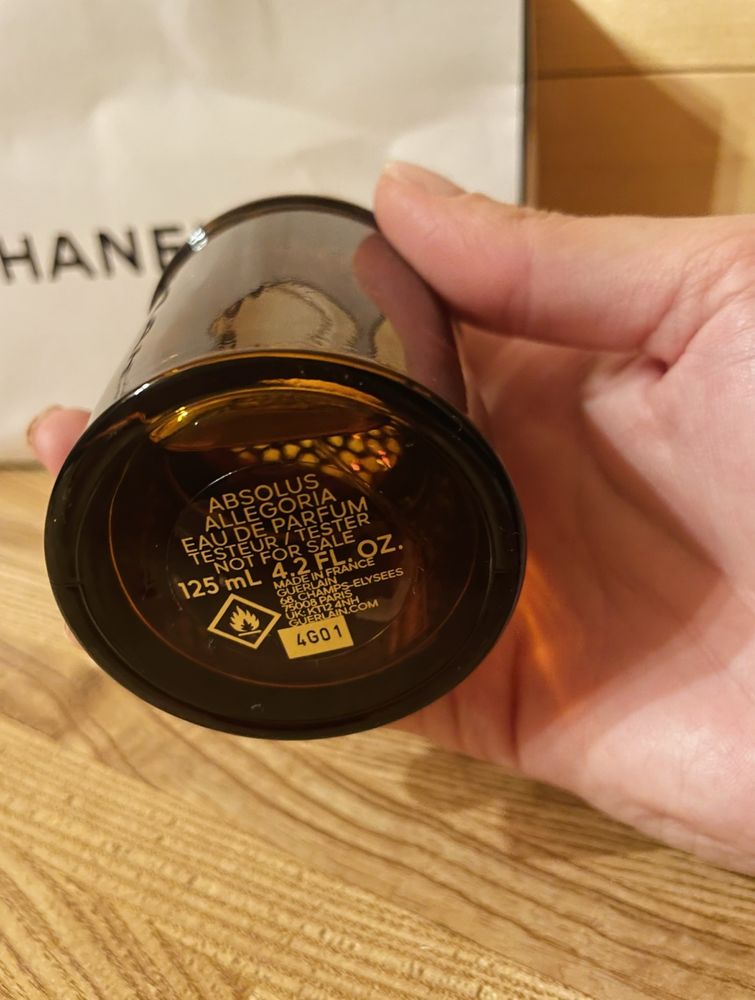 HANE
ABSOLUS
ALLEGORIA
EAU DE PARFUM
TESTEUR / TESTER
NOT FOR SALE
125 mL 4.2 FL. OZ.
MADE IN FRANCE
GUERLAIN
68, CHAMPS-ELYSEES
75008 PARIS
UK: KT12 4NH
GUERLAIN.COM
4G01